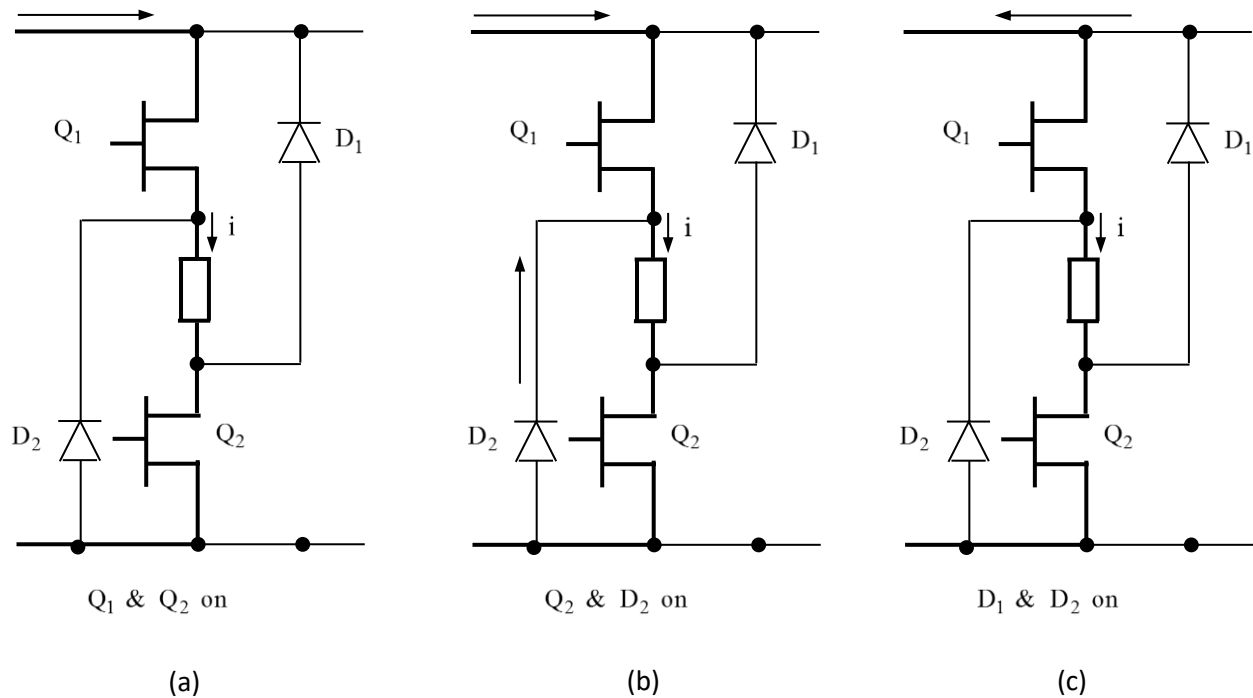 Q₁ D₁
i
D₂ Q₂
Q₁ & Q₂ on
(a)
Q₁ D₁
i
D₂ Q₂
Q₂ & D₂ on
(b)
Q₁ D₁
i
D₂ Q₂
D₁ & D₂ on
(c)